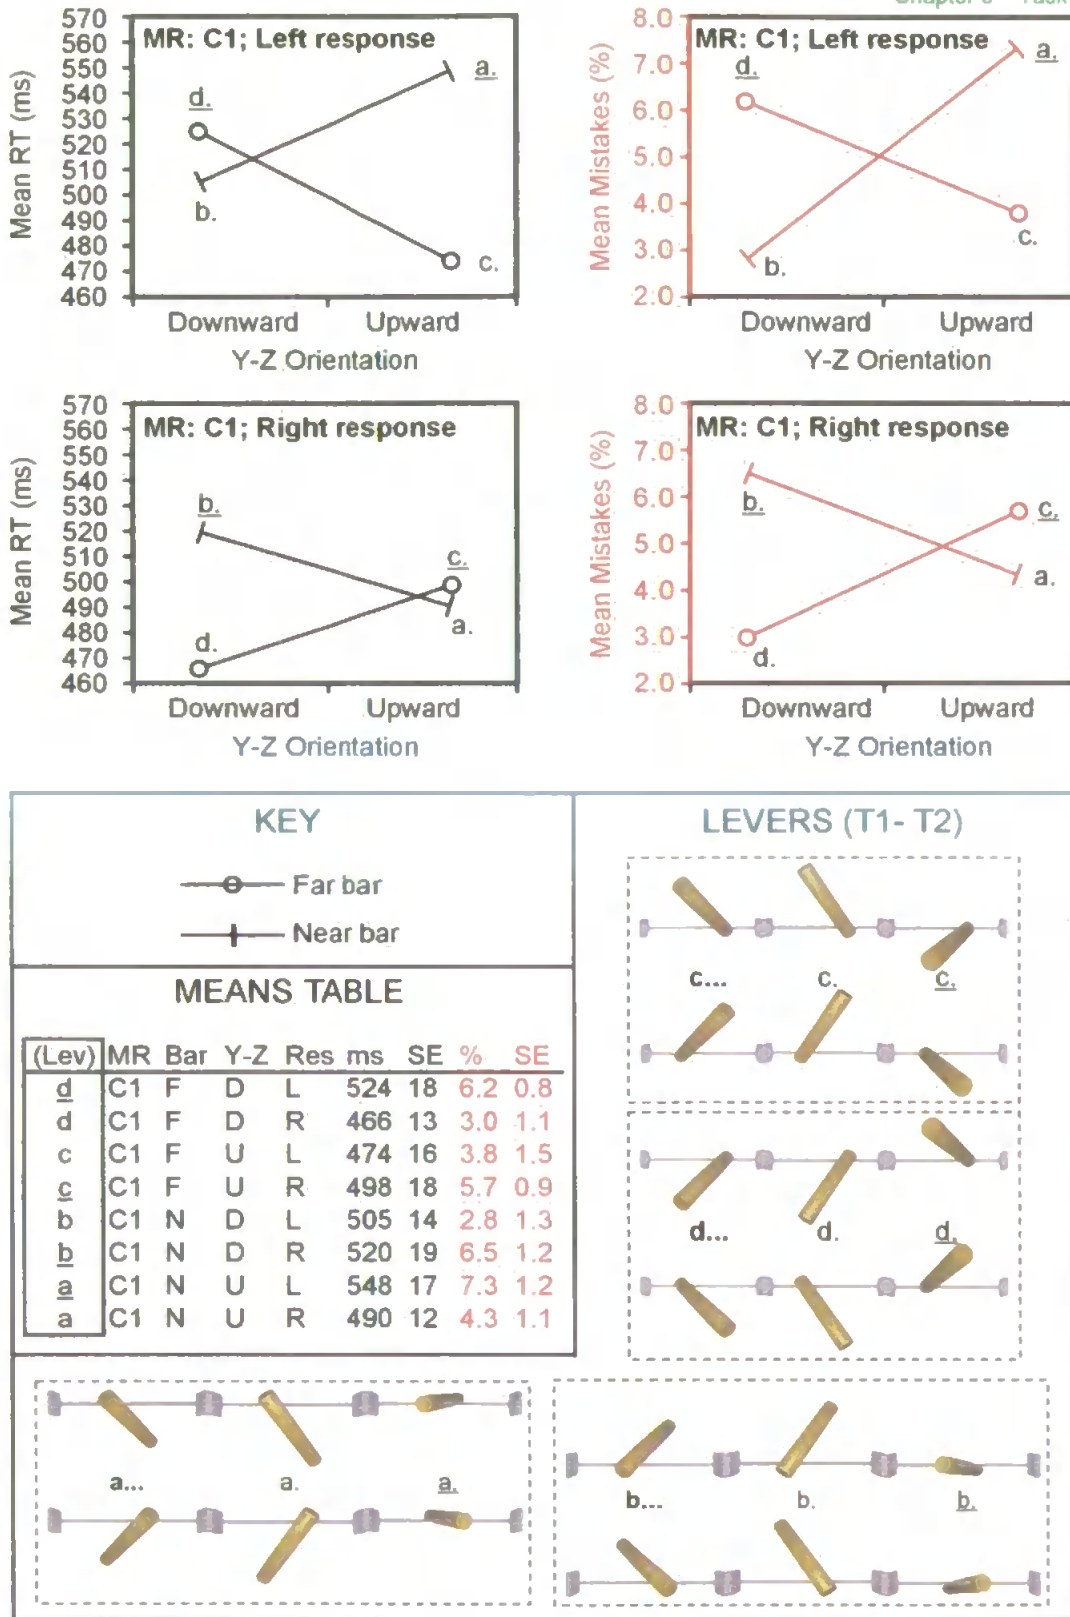 570
560
550
540
530
520
510
500
490
480
470
460
Mean RT (ms)
MR: C1; Left response
d.
a.
b.
c.
Downward Upward
Y-Z Orientation
8.0
7.0
6.0
5.0
4.0
3.0
2.0
Mean Mistakes (%)
MR: C1; Left response
d.
a.
b.
c.
Downward Upward
Y-Z Orientation
570
560
550
540
530
520
510
500
490
480
470
460
Mean RT (ms)
MR: C1; Right response
b.
c.
d.
a.
Downward Upward
Y-Z Orientation
8.0
7.0
6.0
5.0
4.0
3.0
2.0
Mean Mistakes (%)
MR: C1; Right response
b.
c.
a.
d.
Downward Upward
Y-Z Orientation
KEY
Far bar
Near bar
MEANS TABLE
(Lev) MR Bar Y-Z Res ms SE % SE
d C1 F D L 524 18 6.2 0.8
d C1 F D R 466 13 3.0 1.1
c C1 F U L 474 16 3.8 1.5
c C1 F U R 498 18 5.7 0.9
b C1 N D L 505 14 2.8 1.3
b C1 N D R 520 19 6.5 1.2
a C1 N U L 548 17 7.3 1.2
a C1 N U R 490 12 4.3 1.1
LEVERS (T1- T2)
c... c. c.
d... d. d.
a... a. a.
b... b. b.